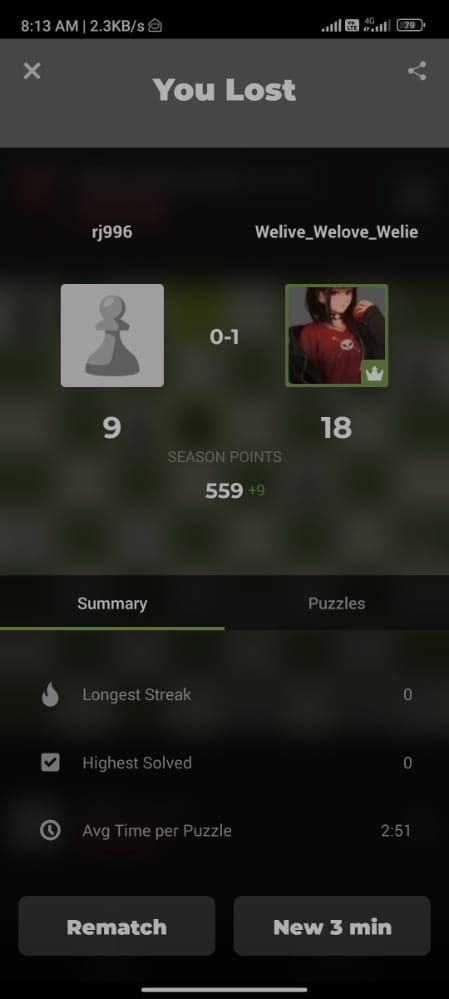 8:13 AM | 2.3KB/s
4G
79
You Lost
rj996
Welive_Welove_Welie
0-1
9
18
SEASON POINTS
559 +9
Summary
Puzzles
Longest Streak
0
Highest Solved
0
Avg Time per Puzzle
2:51
Rematch
New 3 min